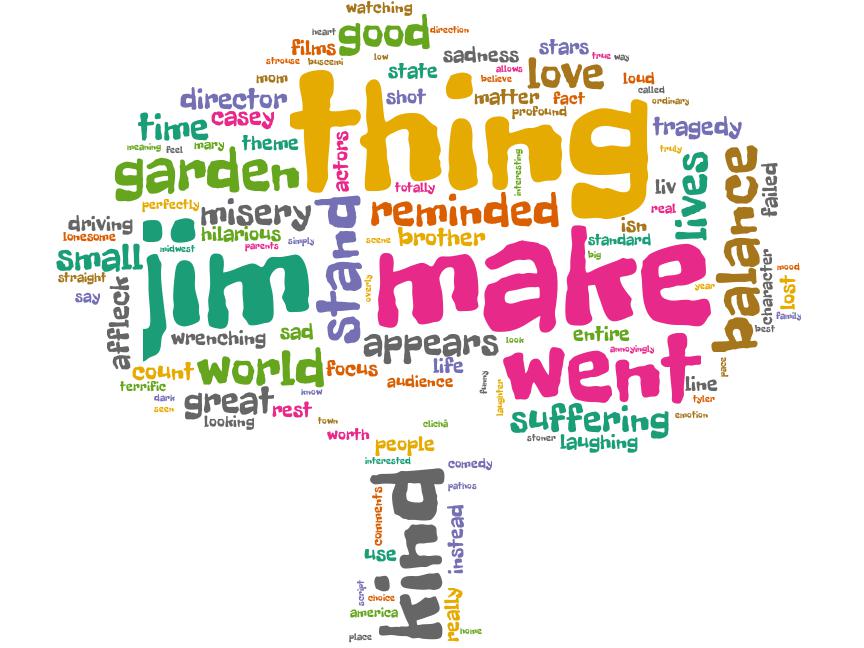 watching
heart good direction
films
strouse buscemi low
sadness stars true way
state allows
mom believe love loud
called
director shot matter fact ordinary
casey profound
thing
time tragedy
meaning feel mary theme actors interesting truly
garden totally liv lives
perfectly misery reminded real balance failed
driving stand isn
lonesome hilarious scene brother standard
midwest parents simply
small jim make big
straight overly year character mood
say lost
affleck family
best
wrenching sad appears look entire
annoyingly
count world focus life went pace
terrific audience funny laughter line
dark know tyler
seen great rest
looking town suffering emotion
clichã
worth stoner laughing
people
interested comedy
kind pathos
comments instead
use
script choice
america really
place home